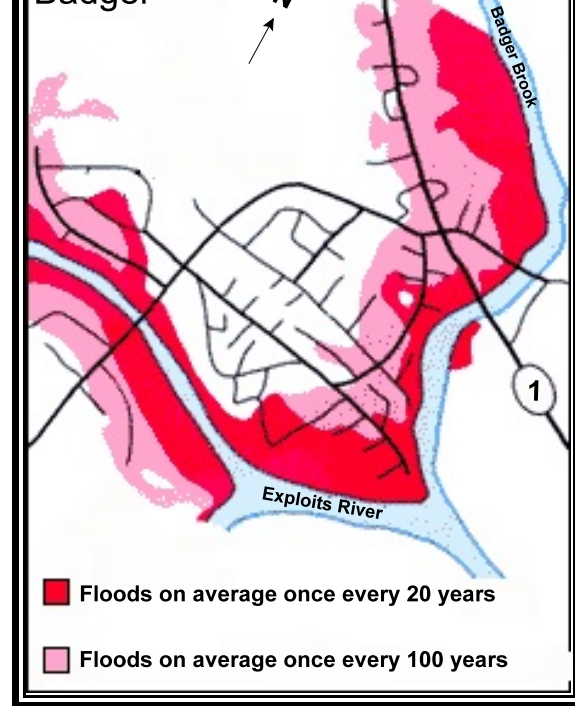 Badger
N
Badger Brook
1
Exploits River
Floods on average once every 20 years
Floods on average once every 100 years